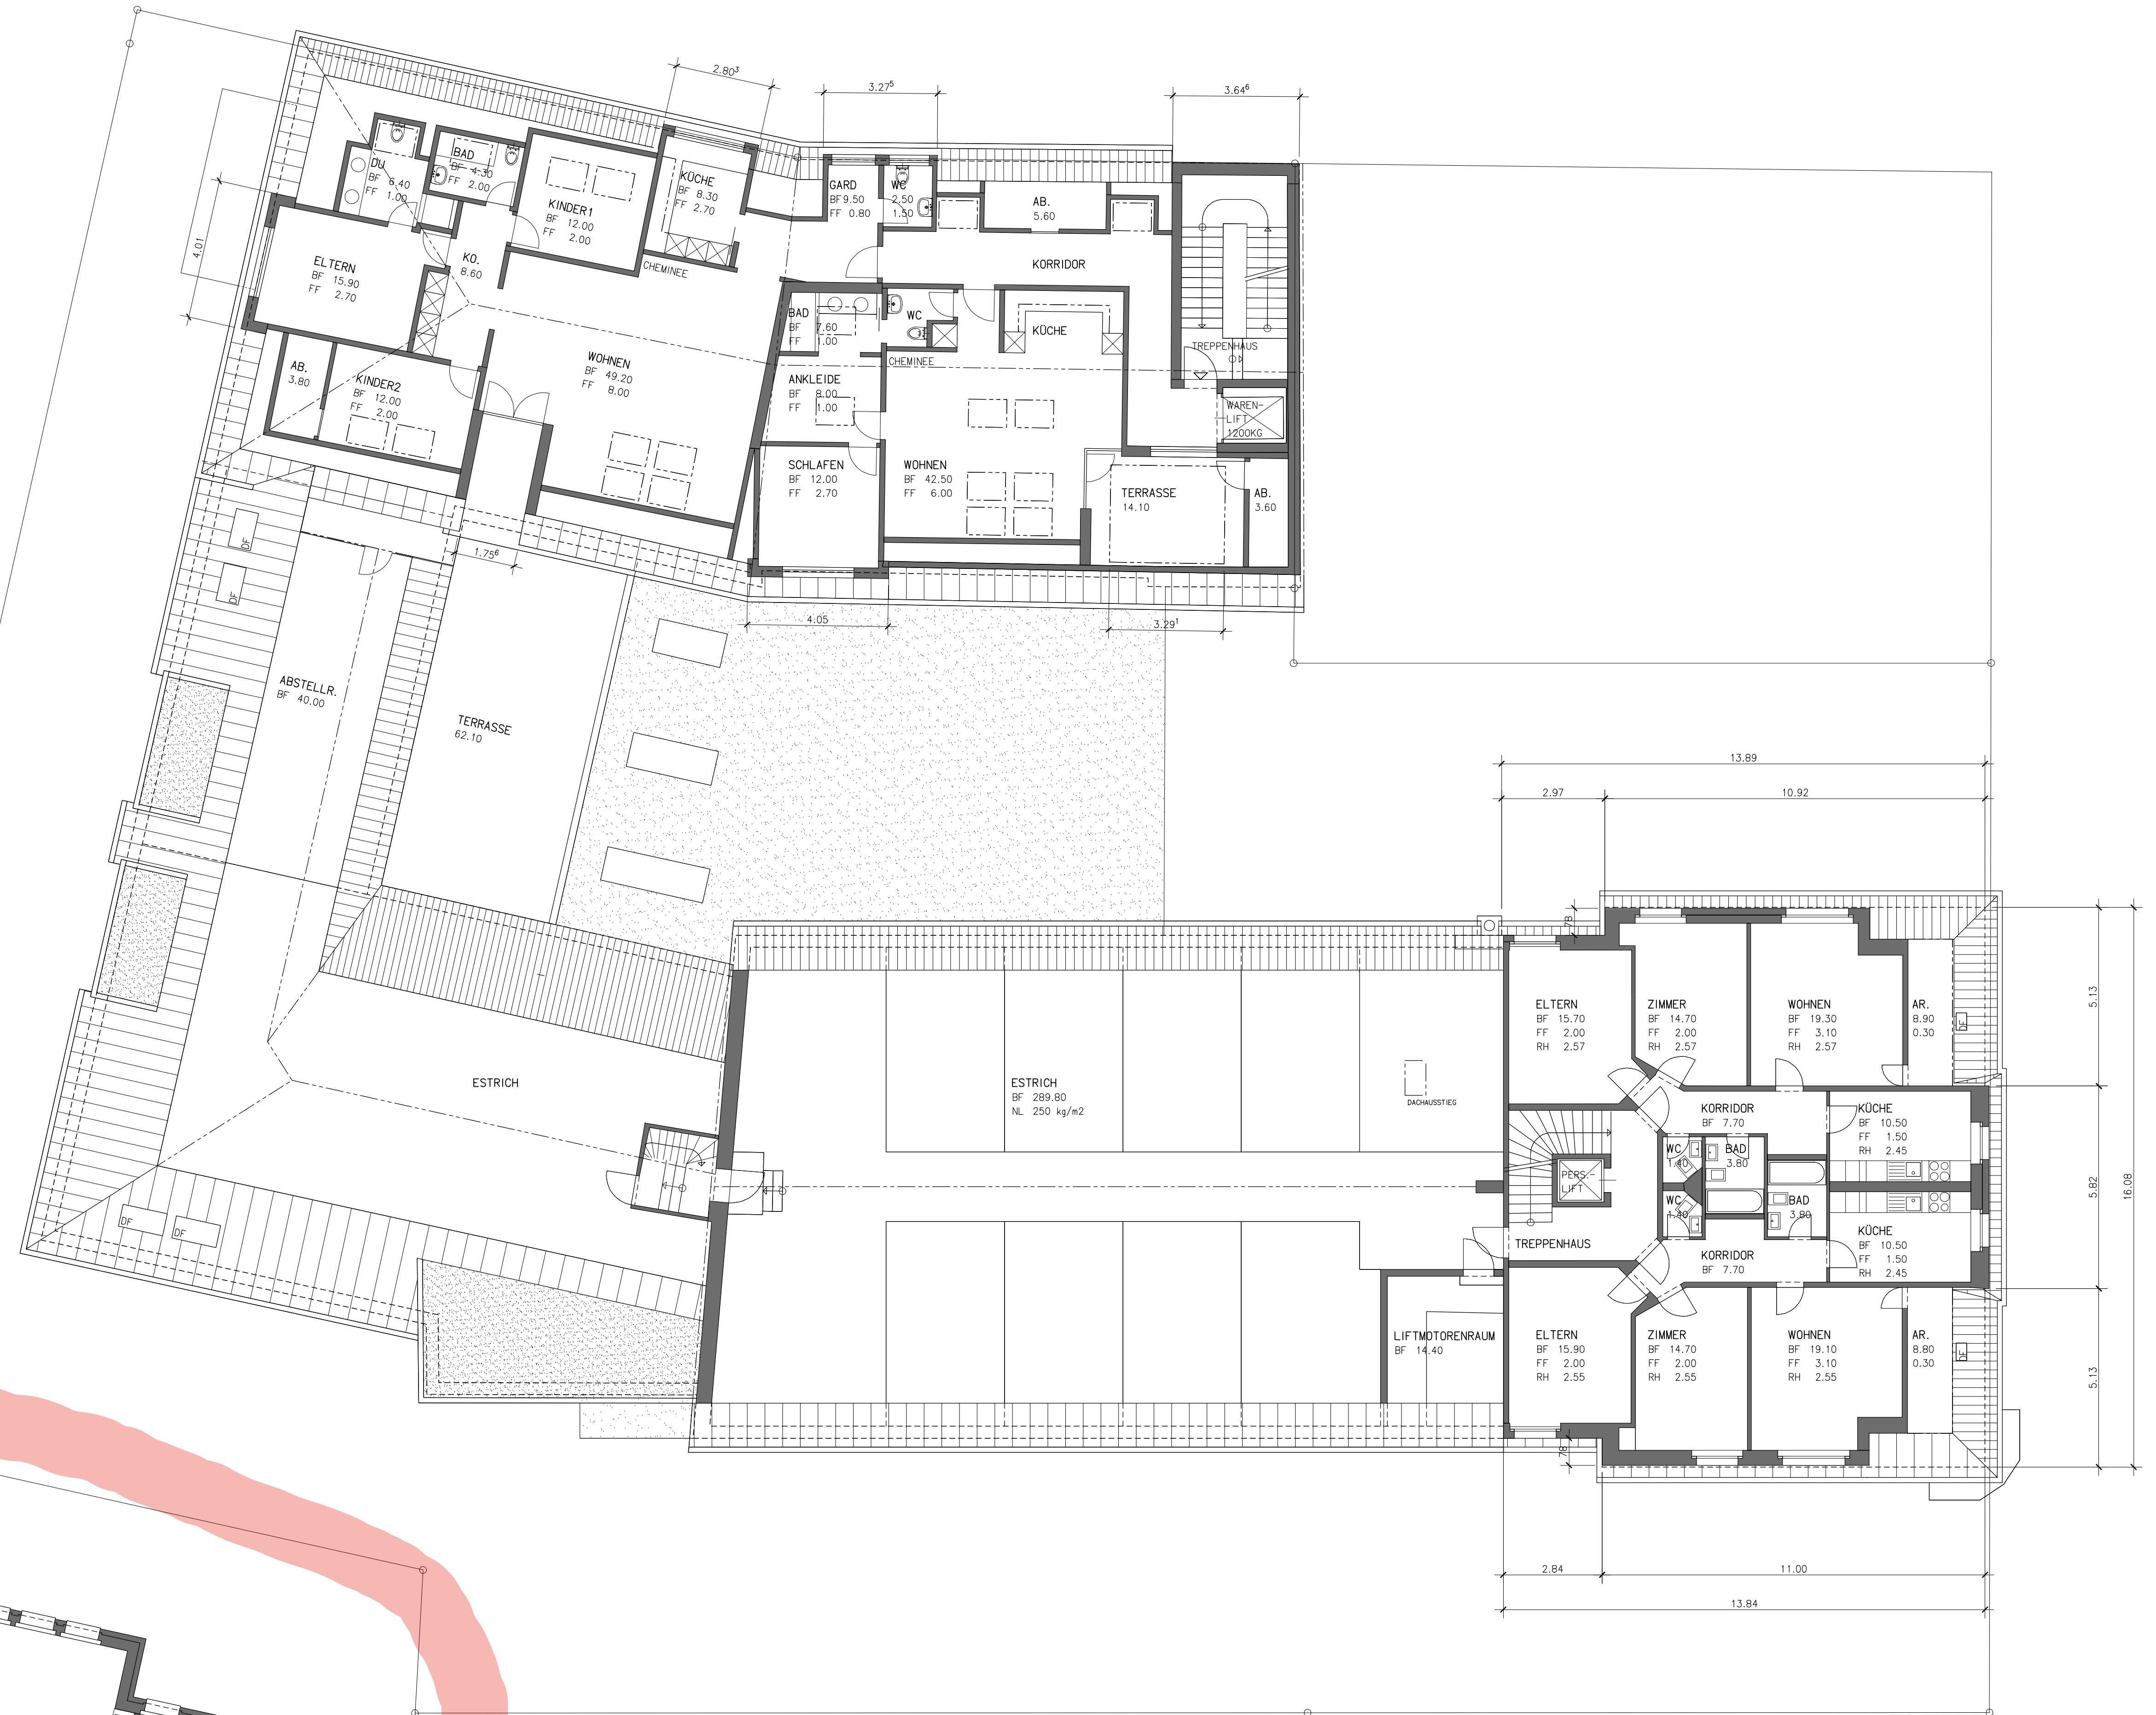 2.80³
3.27⁵
3.64⁶
4.01
DU
BF 6.40
FF 1.00
BAD
BF 4.30
FF 2.00
KINDER1
BF 12.00
FF 2.00
KÜCHE
BF 8.30
FF 2.70
GARD
BF 9.50
FF 0.80
WC
2.50
1.50
AB.
5.60
KORRIDOR
ELTERN
BF 15.90
FF 2.70
KO.
8.60
CHEMINEE
AB.
3.80
KINDER2
BF 12.00
FF 2.00
WOHNEN
BF 49.20
FF 8.00
BAD
BF 7.60
FF 1.00
WC
CHEMINEE
KÜCHE
TREPPENHAUS
ANKLEIDE
BF 8.00
FF 1.00
WAREN-
LIFT
1200KG
SCHLAFEN
BF 12.00
FF 2.70
WOHNEN
BF 42.50
FF 6.00
TERRASSE
14.10
AB.
3.60
DF
DF
1.75⁶
4.05
3.29¹
ABSTELLR.
BF 40.00
TERRASSE
62.10
13.89
2.97
10.92
78
ELTERN
BF 15.70
FF 2.00
RH 2.57
ZIMMER
BF 14.70
FF 2.00
RH 2.57
WOHNEN
BF 19.30
FF 3.10
RH 2.57
AR.
8.90
0.30
DF
5.13
ESTRICH
ESTRICH
BF 289.80
NL 250 kg/m2
DACHAUSSTIEG
KORRIDOR
BF 7.70
KÜCHE
BF 10.50
FF 1.50
RH 2.45
WC
1.40
BAD
3.80
PERS.-
LIFT
WC
1.40
BAD
3.80
5.82
16.08
DF
DF
TREPPENHAUS
KORRIDOR
BF 7.70
KÜCHE
BF 10.50
FF 1.50
RH 2.45
LIFTMOTORENRAUM
BF 14.40
ELTERN
BF 15.90
FF 2.00
RH 2.55
ZIMMER
BF 14.70
FF 2.00
RH 2.55
WOHNEN
BF 19.10
FF 3.10
RH 2.55
AR.
8.80
0.30
DF
5.13
78
2.84
11.00
13.84